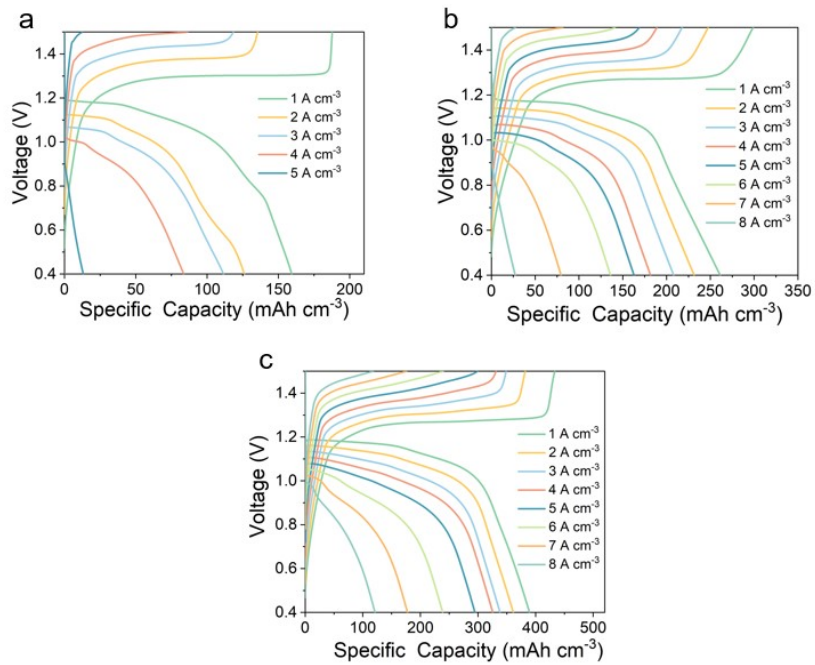 a
Voltage (V)
1.4
1.2
1.0
0.8
0.6
0.4
1 A cm⁻³
2 A cm⁻³
3 A cm⁻³
4 A cm⁻³
5 A cm⁻³
0 50 100 150 200
Specific Capacity (mAh cm⁻³)
b
Voltage (V)
1.4
1.2
1.0
0.8
0.6
0.4
1 A cm⁻³
2 A cm⁻³
3 A cm⁻³
4 A cm⁻³
5 A cm⁻³
6 A cm⁻³
7 A cm⁻³
8 A cm⁻³
0 50 100 150 200 250 300 350
Specific Capacity (mAh cm⁻³)
c
Voltage (V)
1.4
1.2
1.0
0.8
0.6
0.4
1 A cm⁻³
2 A cm⁻³
3 A cm⁻³
4 A cm⁻³
5 A cm⁻³
6 A cm⁻³
7 A cm⁻³
8 A cm⁻³
0 100 200 300 400 500
Specific Capacity (mAh cm⁻³)